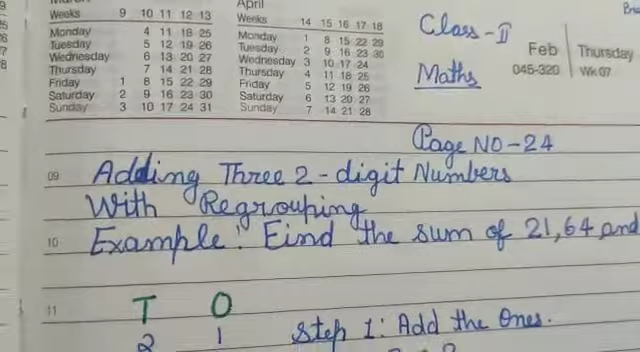 April
Weeks 9 10 11 12 13
Monday 4 11 18 25
Tuesday 5 12 19 26
Wednesday 6 13 20 27
Thursday 7 14 21 28
Friday 1 8 15 22 29
Saturday 2 9 16 23 30
Sunday 3 10 17 24 31
Weeks 14 15 16 17 18
Monday 1 8 15 22 29
Tuesday 2 9 16 23 30
Wednesday 3 10 17 24
Thursday 4 11 18 25
Friday 5 12 19 26
Saturday 6 13 20 27
Sunday 7 14 21 28
Class-II
Maths
Feb Thursday
045-320 Wk 07
Page NO-24
09 Adding Three 2-digit Numbers
With Regrouping
10 Example: Find the sum of 21,64 and
11
T O
2 1 Step 1: Add the Ones.